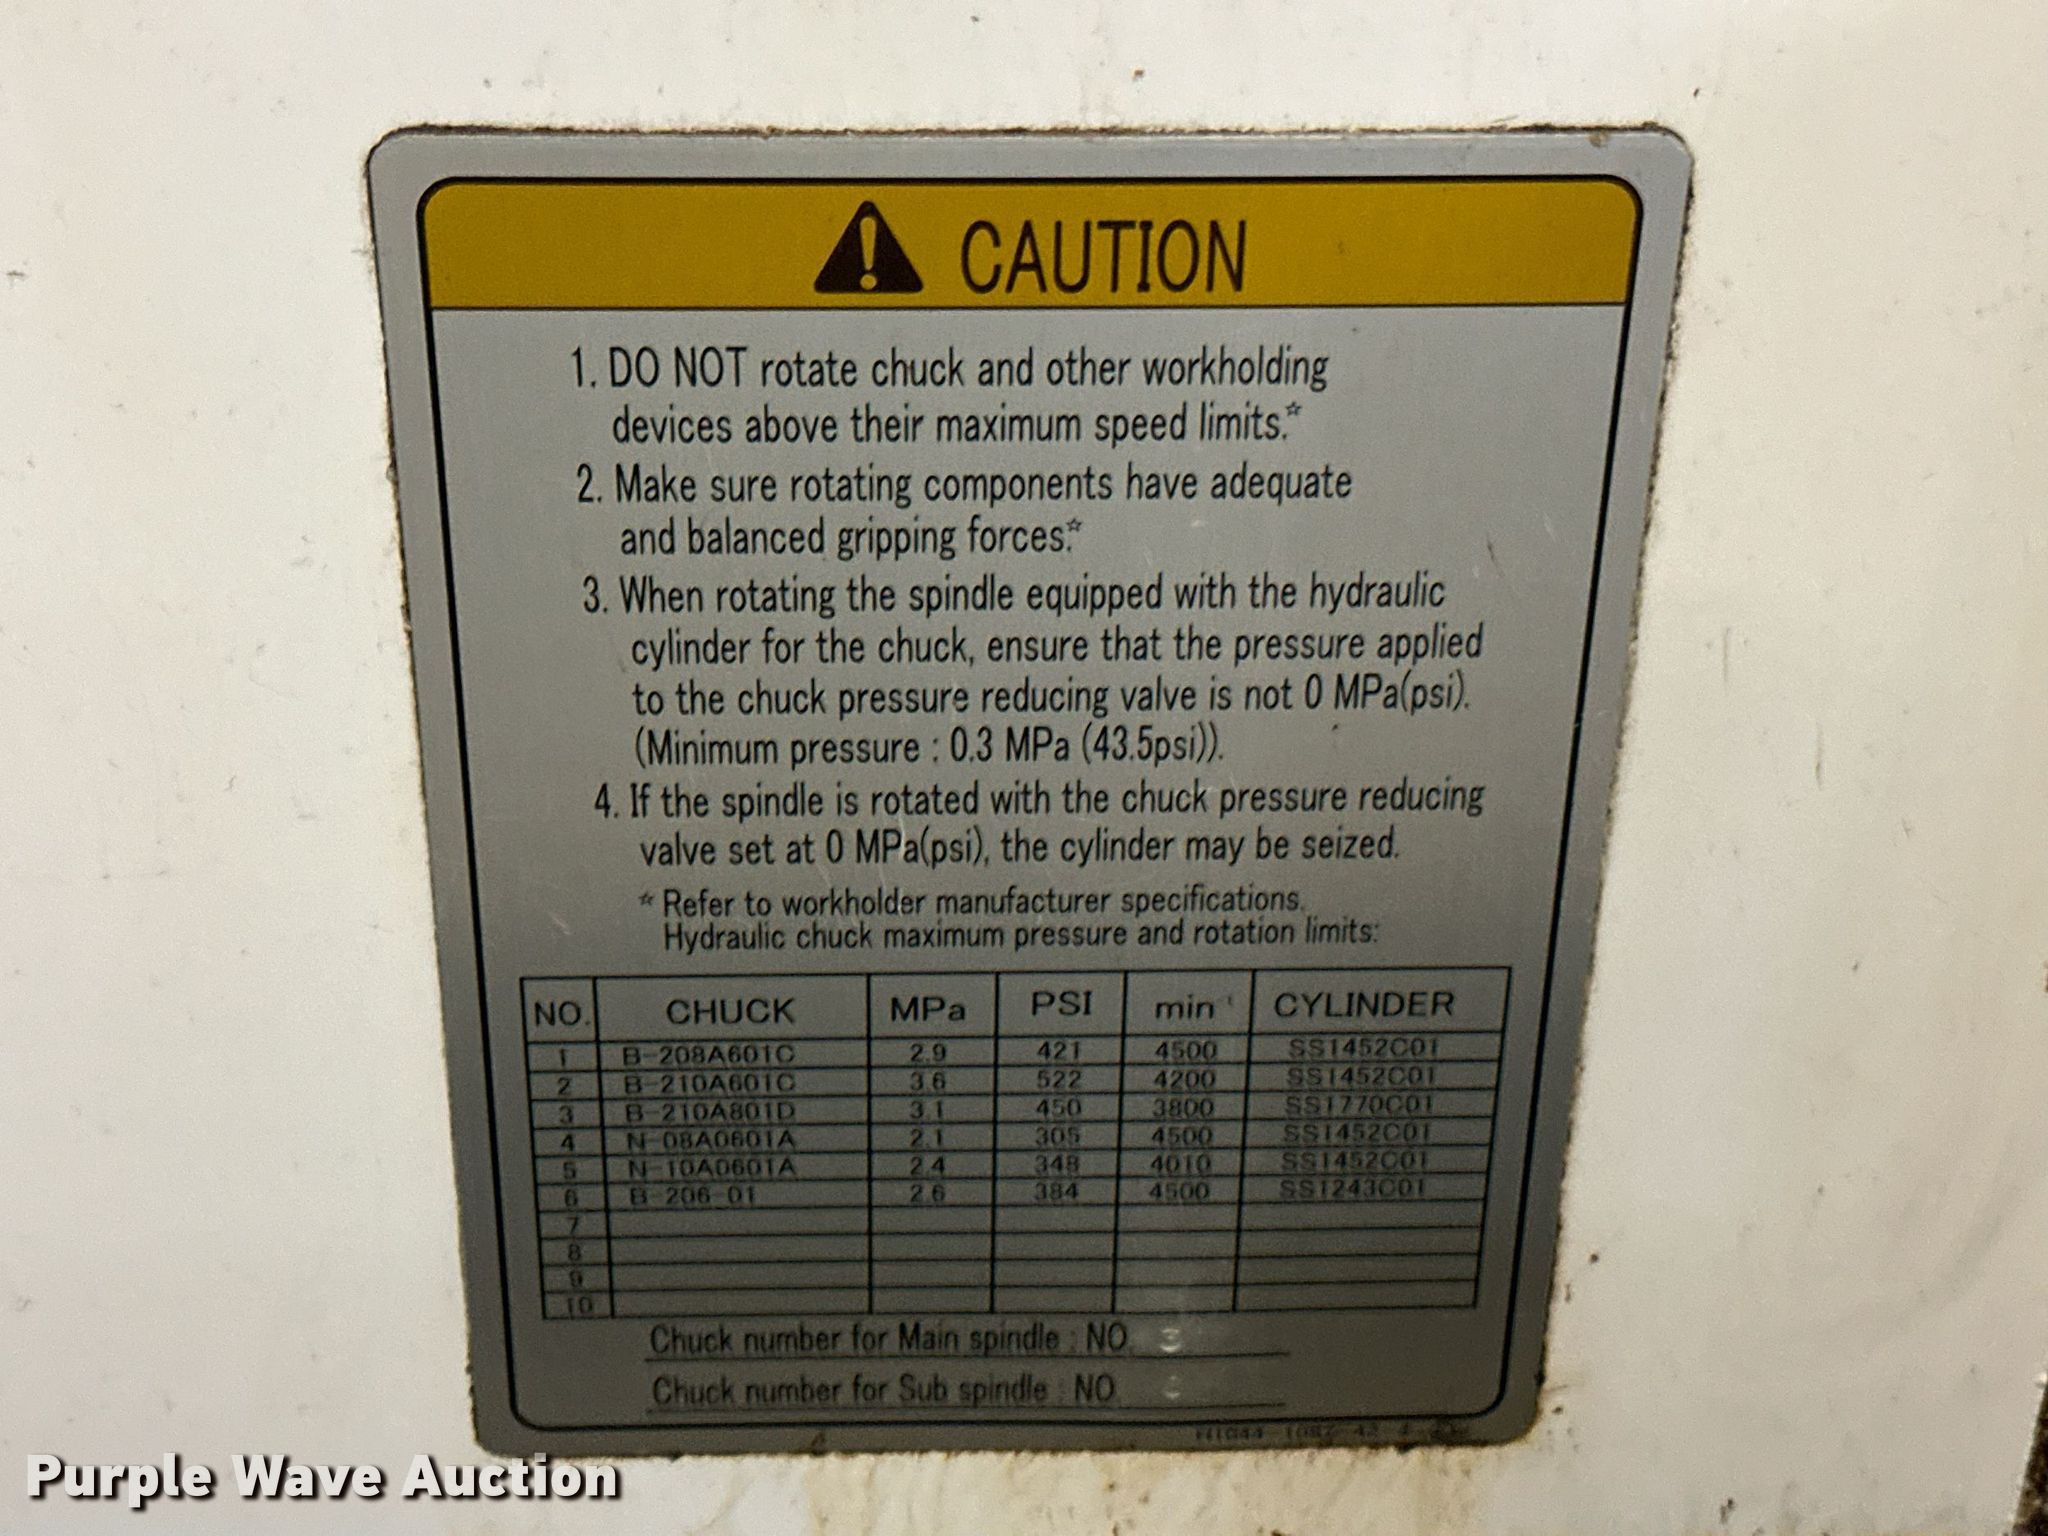 CAUTION
1. DO NOT rotate chuck and other workholding
devices above their maximum speed limits.☆
2. Make sure rotating components have adequate
and balanced gripping forces.☆
3. When rotating the spindle equipped with the hydraulic
cylinder for the chuck, ensure that the pressure applied
to the chuck pressure reducing valve is not 0 MPa(psi).
(Minimum pressure : 0.3 MPa (43.5psi)).
4. If the spindle is rotated with the chuck pressure reducing
valve set at 0 MPa(psi), the cylinder may be seized.
☆ Refer to workholder manufacturer specifications.
Hydraulic chuck maximum pressure and rotation limits:
NO. CHUCK MPa PSI min⁻¹ CYLINDER
1 B-208A601C 2.9 421 4500 SS1452C01
2 B-210A601C 3.6 522 4200 SS1452C01
3 B-210A801D 3.1 450 3800 SS1770C01
4 N-08A0601A 2.1 305 4500 SS1452C01
5 N-10A0601A 2.4 348 4010 SS1452C01
6 B-206-01 2.6 384 4500 SS1243C01
7
8
9
10
Chuck number for Main spindle : NO.
Chuck number for Sub spindle : NO.
Purple Wave Auction